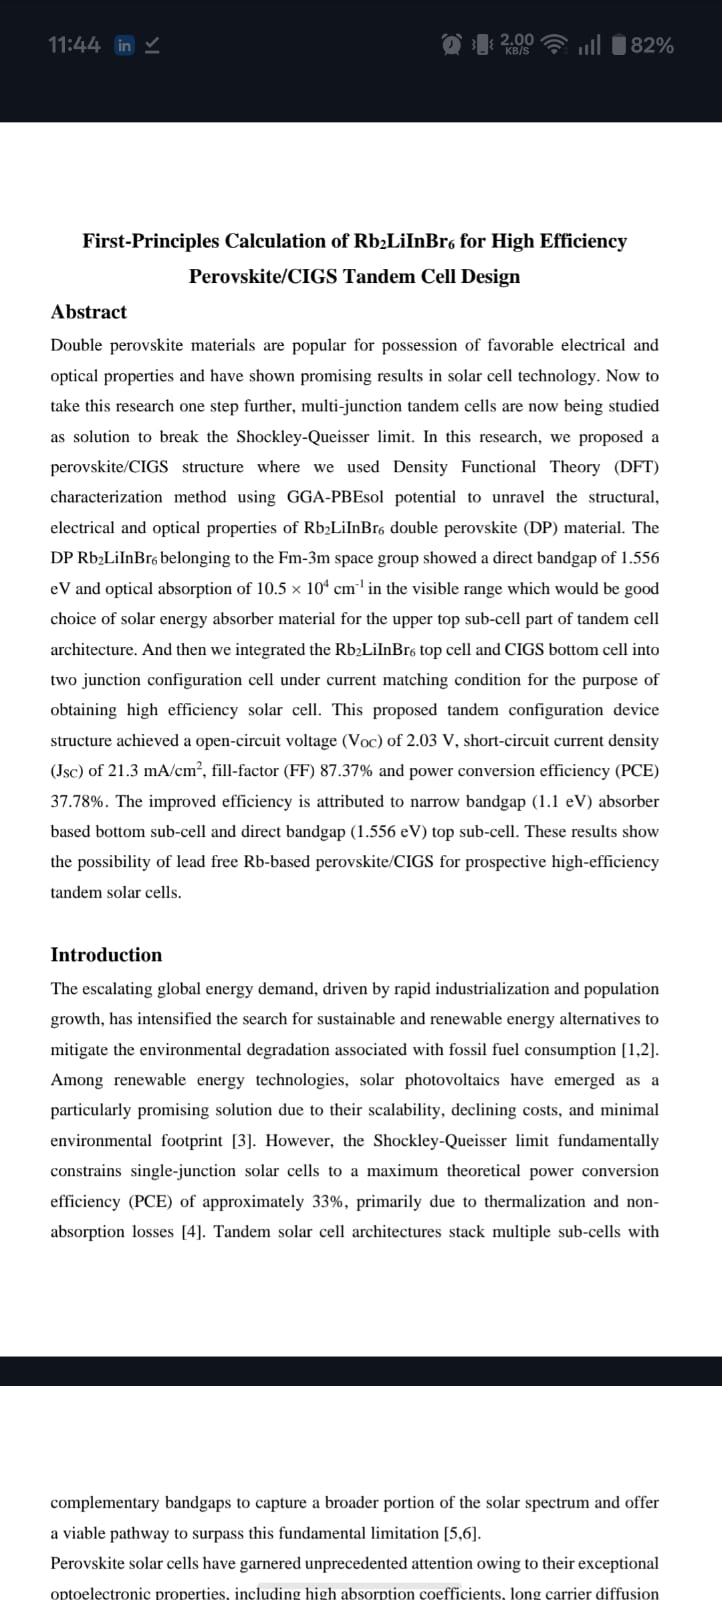 11:44 in
2.00 KB/S 82%
First-Principles Calculation of Rb₂LiInBr₆ for High Efficiency
Perovskite/CIGS Tandem Cell Design
Abstract
Double perovskite materials are popular for possession of favorable electrical and
optical properties and have shown promising results in solar cell technology. Now to
take this research one step further, multi-junction tandem cells are now being studied
as solution to break the Shockley-Queisser limit. In this research, we proposed a
perovskite/CIGS structure where we used Density Functional Theory (DFT)
characterization method using GGA-PBEsol potential to unravel the structural,
electrical and optical properties of Rb₂LiInBr₆ double perovskite (DP) material. The
DP Rb₂LiInBr₆ belonging to the Fm-3m space group showed a direct bandgap of 1.556
eV and optical absorption of 10.5 × 10⁴ cm⁻¹ in the visible range which would be good
choice of solar energy absorber material for the upper top sub-cell part of tandem cell
architecture. And then we integrated the Rb₂LiInBr₆ top cell and CIGS bottom cell into
two junction configuration cell under current matching condition for the purpose of
obtaining high efficiency solar cell. This proposed tandem configuration device
structure achieved a open-circuit voltage (Voc) of 2.03 V, short-circuit current density
(Jsc) of 21.3 mA/cm², fill-factor (FF) 87.37% and power conversion efficiency (PCE)
37.78%. The improved efficiency is attributed to narrow bandgap (1.1 eV) absorber
based bottom sub-cell and direct bandgap (1.556 eV) top sub-cell. These results show
the possibility of lead free Rb-based perovskite/CIGS for prospective high-efficiency
tandem solar cells.
Introduction
The escalating global energy demand, driven by rapid industrialization and population
growth, has intensified the search for sustainable and renewable energy alternatives to
mitigate the environmental degradation associated with fossil fuel consumption [1,2].
Among renewable energy technologies, solar photovoltaics have emerged as a
particularly promising solution due to their scalability, declining costs, and minimal
environmental footprint [3]. However, the Shockley-Queisser limit fundamentally
constrains single-junction solar cells to a maximum theoretical power conversion
efficiency (PCE) of approximately 33%, primarily due to thermalization and non-
absorption losses [4]. Tandem solar cell architectures stack multiple sub-cells with
complementary bandgaps to capture a broader portion of the solar spectrum and offer
a viable pathway to surpass this fundamental limitation [5,6].
Perovskite solar cells have garnered unprecedented attention owing to their exceptional
optoelectronic properties, including high absorption coefficients, long carrier diffusion